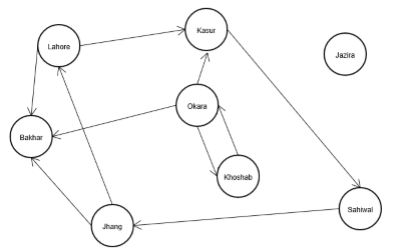 Kasur
Lahore
Jazira
Okara
Bakhar
Khoshab
Sahiwal
Jhang